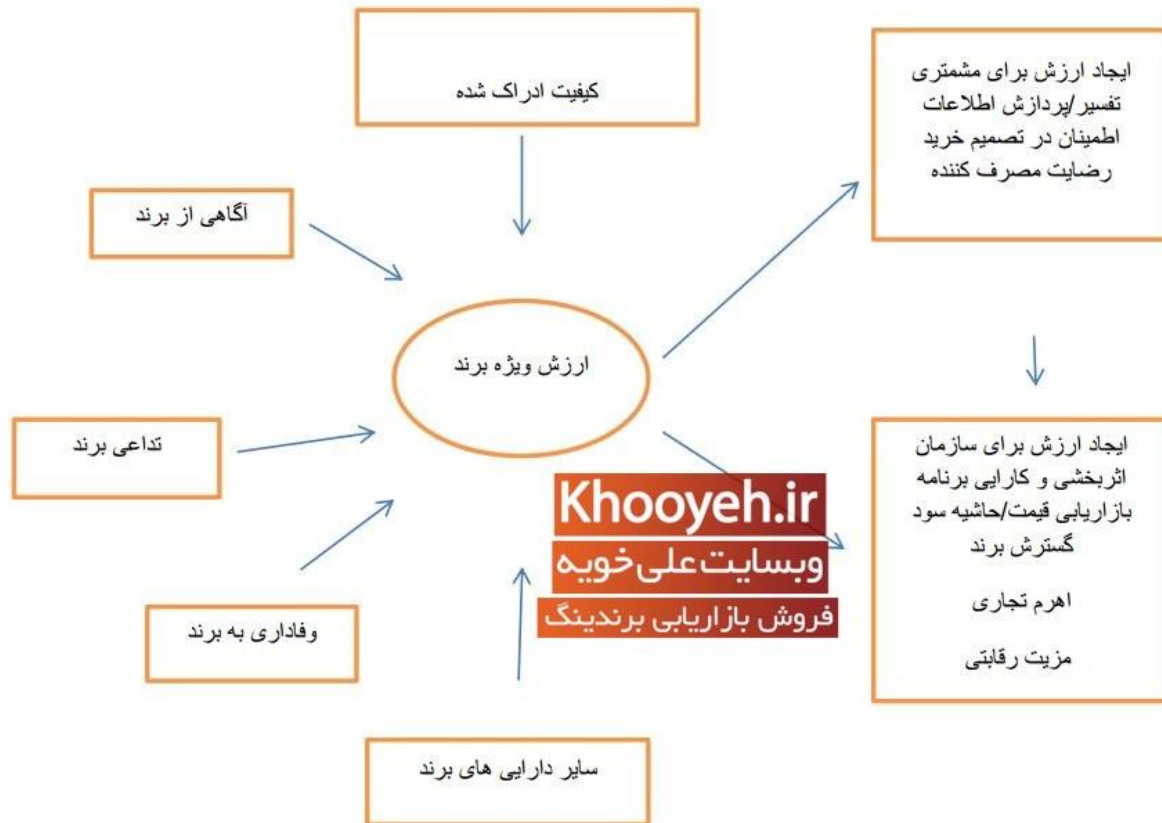 کیفیت ادراک شده
ایجاد ارزش برای مشمتری
تفسیر/پردازش اطلاعات
اطمینان در تصمیم خرید
رضایت مصرف کننده
آگاهی از برند
ارزش ویژه برند
تداعی برند
ایجاد ارزش برای سازمان
اثربخشی و کارایی برنامه
بازاریابی قیمت/حاشیه سود
گسترش برند
اهرم تجاری
مزیت رقابتی
Khooyeh.ir
وبسایت علی خویه
فروش بازاریابی برندینگ
وفاداری به برند
سایر دارایی های برند